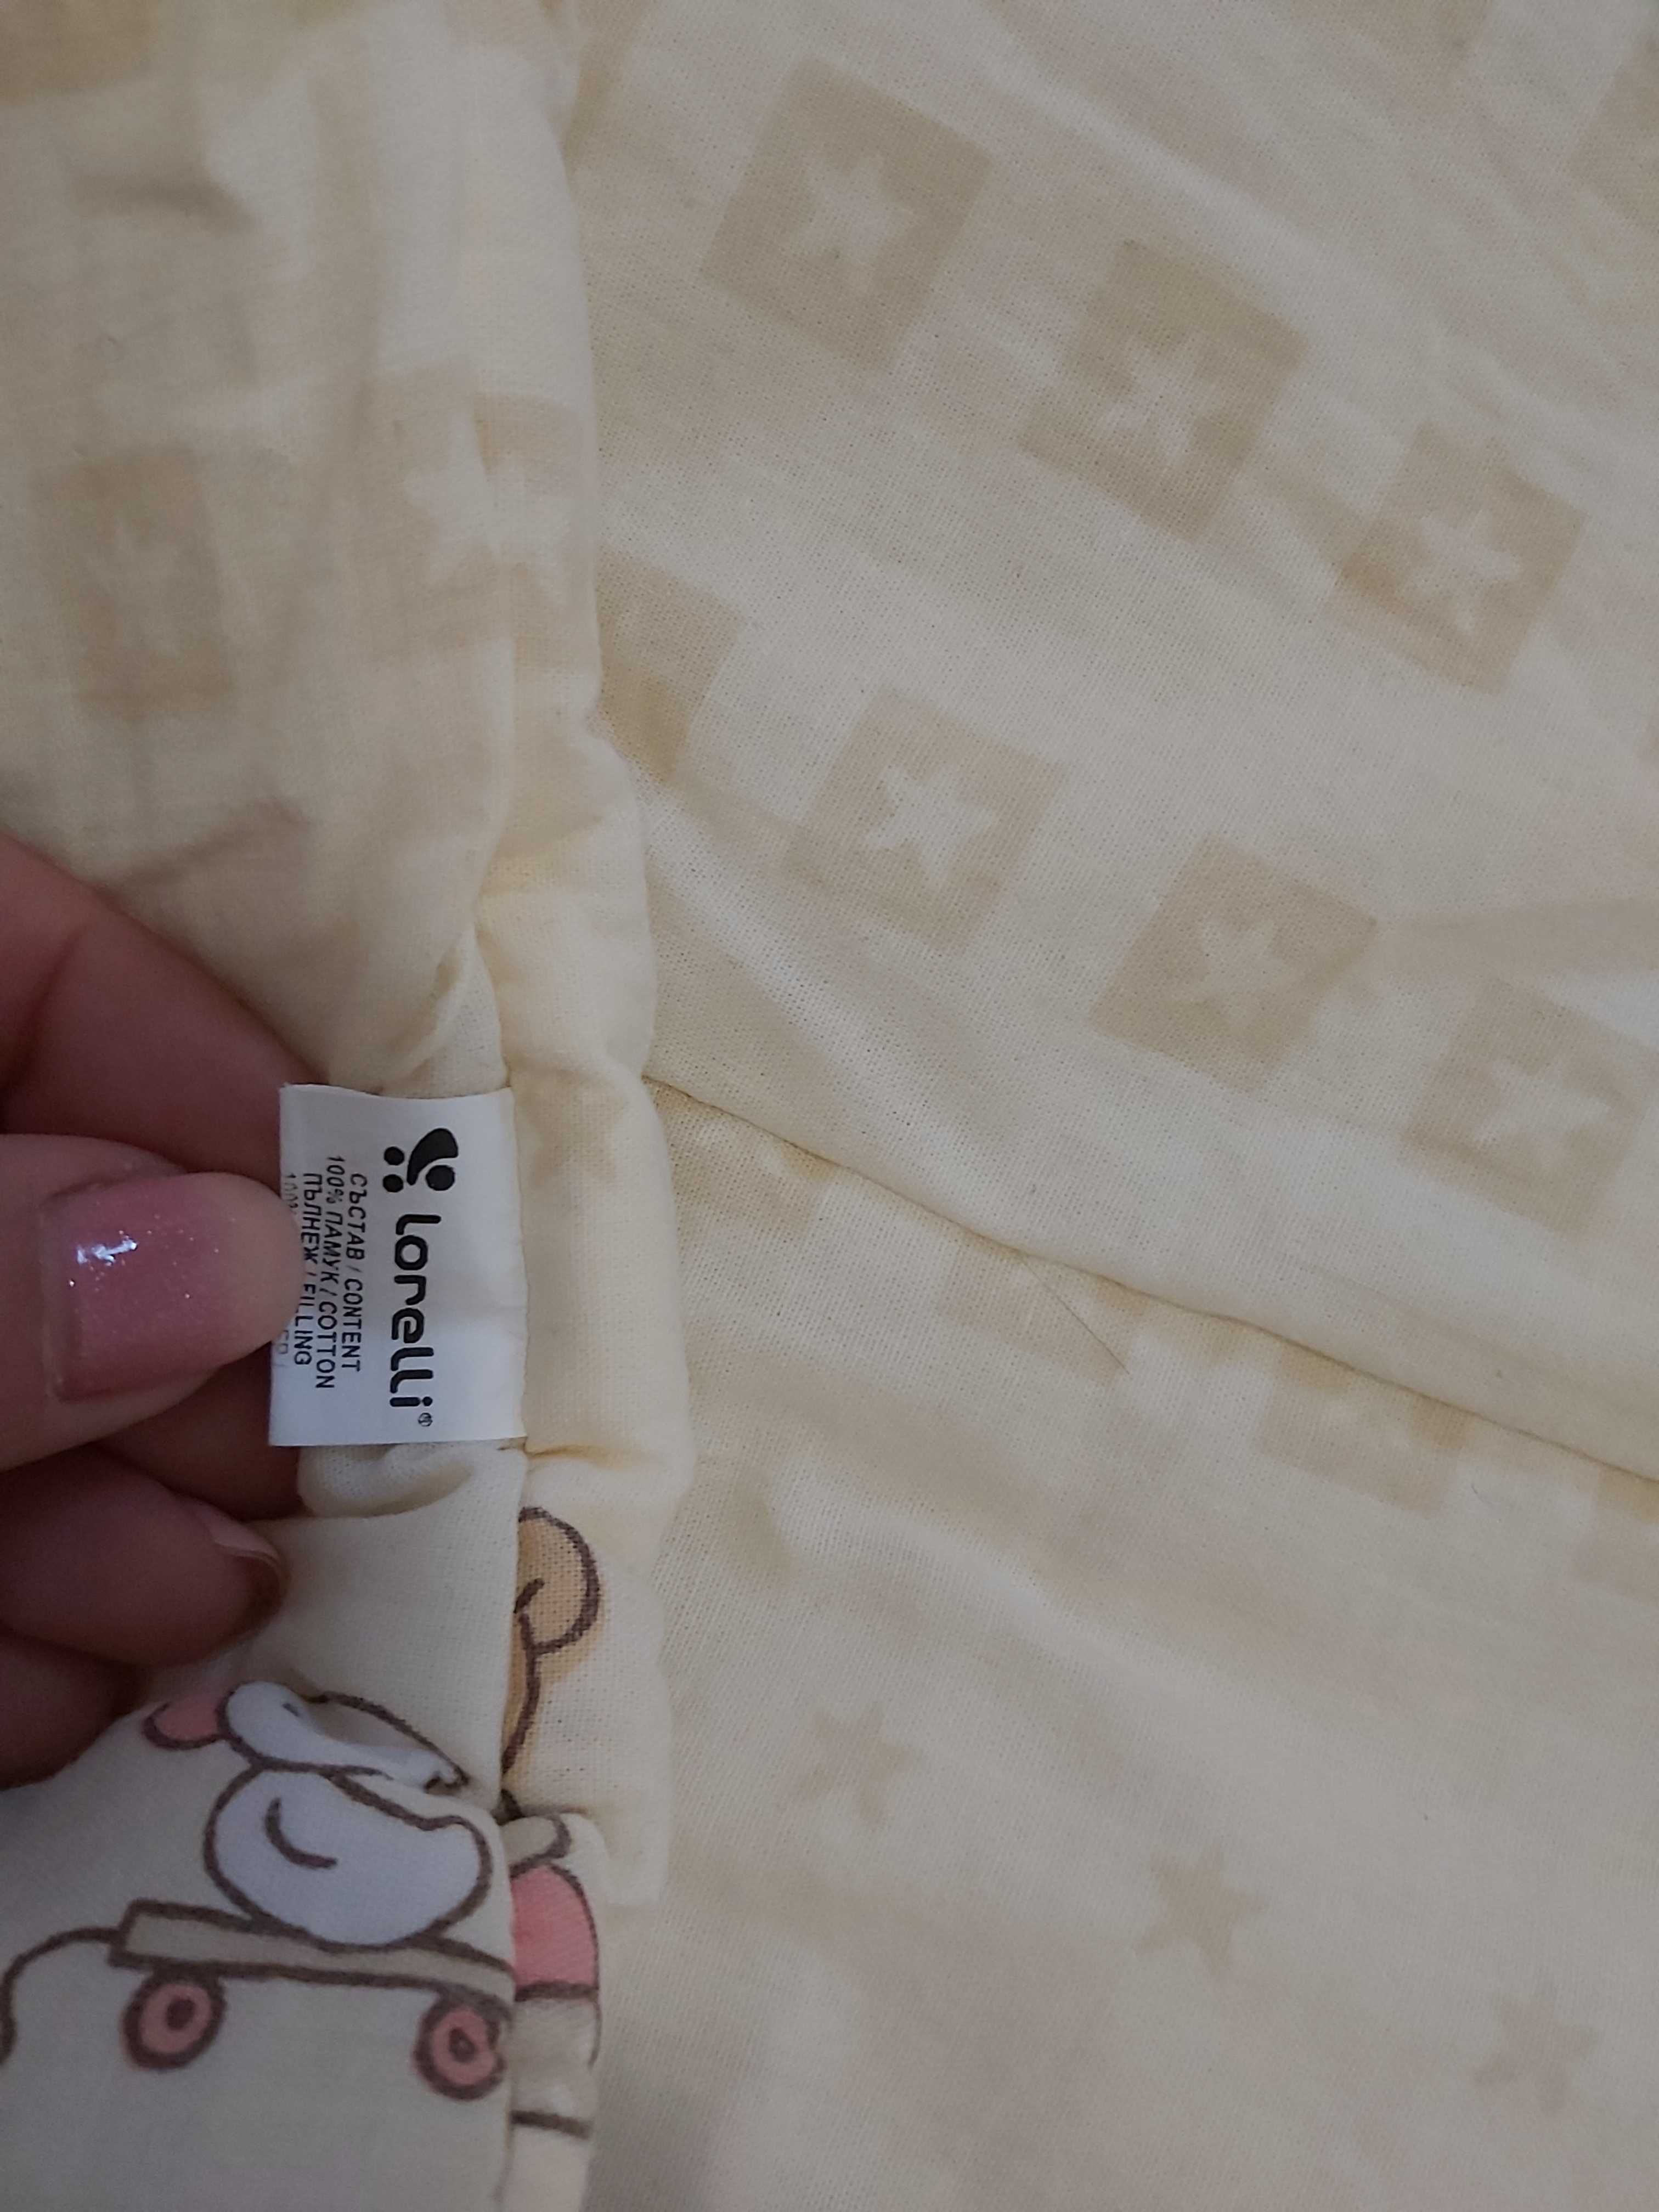 Lorelli®
СЪСТАВ / CONTENT
100% ПАМУК / COTTON
ПЪЛНЕЖ / FILLING